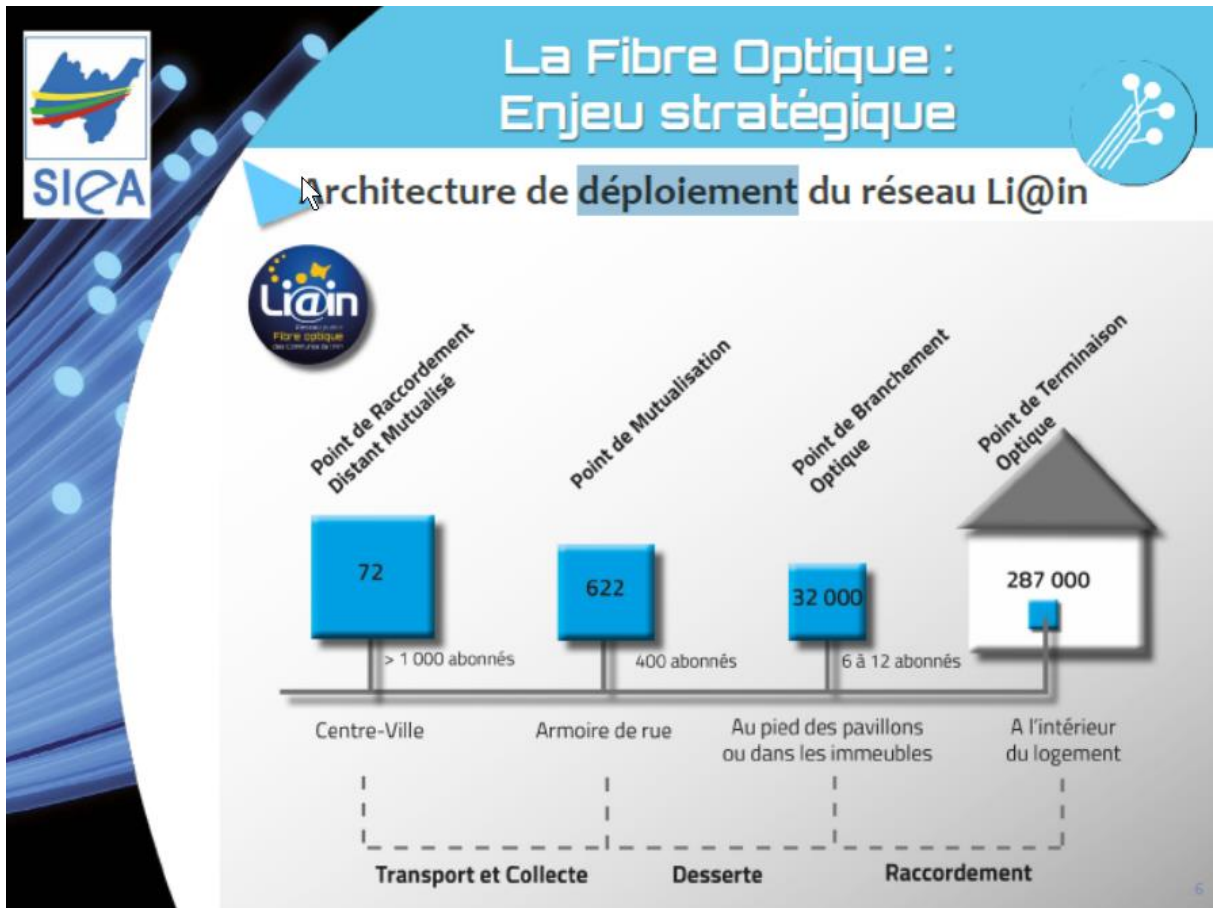 La Fibre Optique :
Enjeu stratégique
SIeA
Architecture de déploiement du réseau Li@in
Li@in
Fibre optique
Point de Raccordement
Distant Mutualisé
Point de Mutualisation
Point de Branchement
Optique
Point de Terminaison
Optique
72
622
32 000
287 000
> 1 000 abonnés
400 abonnés
6 à 12 abonnés
Centre-Ville
Armoire de rue
Au pied des pavillons
ou dans les immeubles
A l'intérieur
du logement
Transport et Collecte
Desserte
Raccordement
6